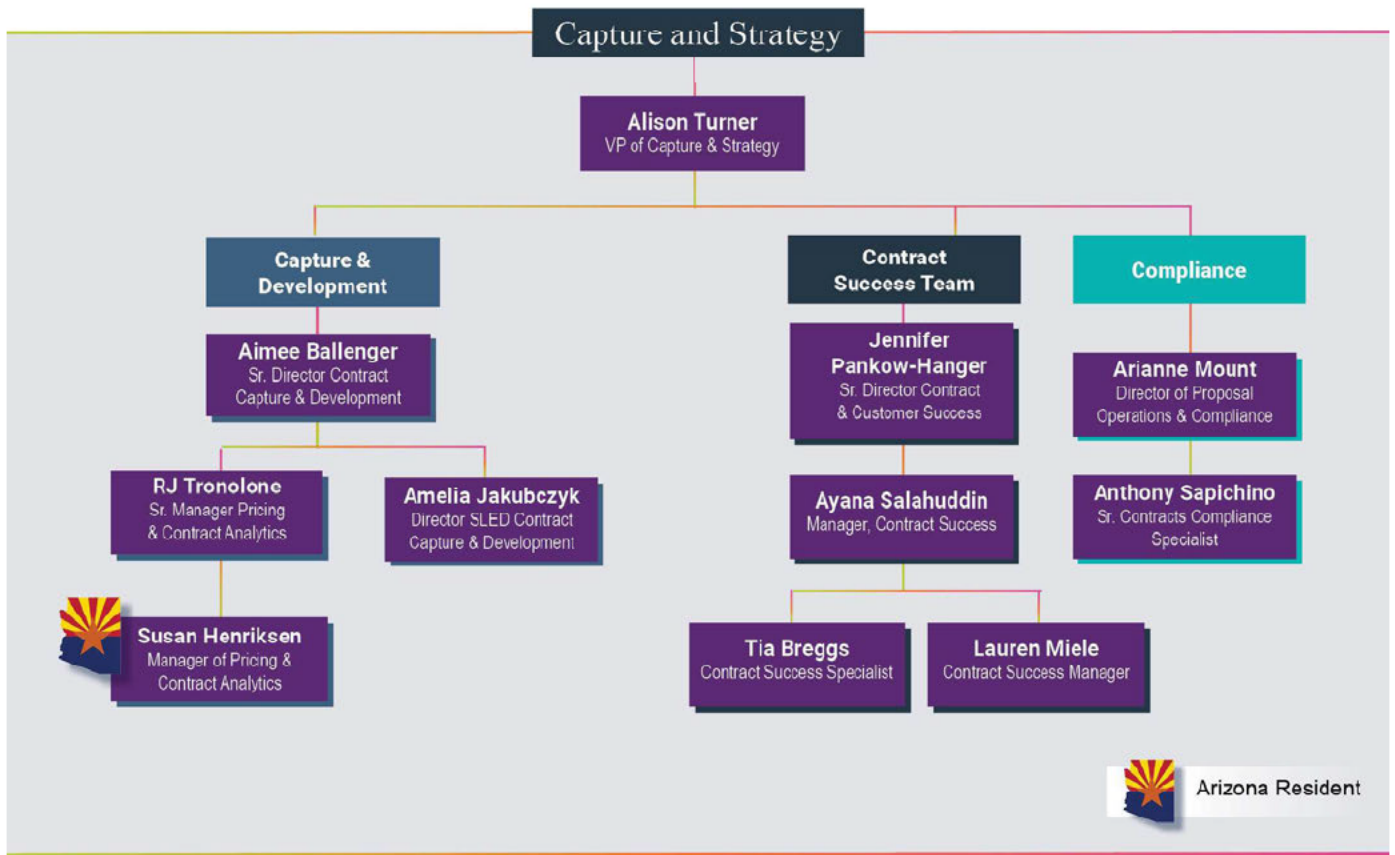 Capture and Strategy
Alison Turner
VP of Capture & Strategy
Capture &
Development
Aimee Ballenger
Sr. Director Contract
Capture & Development
RJ Tronolone
Sr. Manager Pricing
& Contract Analytics
Amelia Jakubczyk
Director SLED Contract
Capture & Development
Susan Henriksen
Manager of Pricing &
Contract Analytics
Contract
Success Team
Jennifer
Pankow-Hanger
Sr. Director Contract
& Customer Success
Ayana Salahuddin
Manager, Contract Success
Tia Breggs
Contract Success Specialist
Lauren Miele
Contract Success Manager
Compliance
Arianne Mount
Director of Proposal
Operations & Compliance
Anthony Sapichino
Sr. Contracts Compliance
Specialist
Arizona Resident